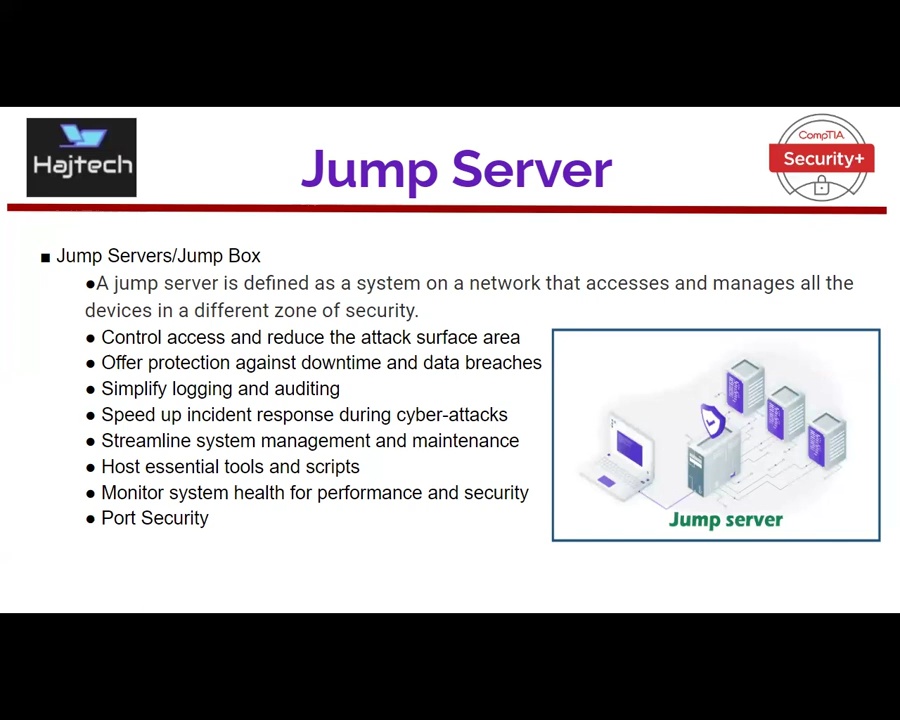 Hajtech
Jump Server
CompTIA
Security+
■ Jump Servers/Jump Box
●A jump server is defined as a system on a network that accesses and manages all the
devices in a different zone of security.
● Control access and reduce the attack surface area
● Offer protection against downtime and data breaches
● Simplify logging and auditing
● Speed up incident response during cyber-attacks
● Streamline system management and maintenance
● Host essential tools and scripts
● Monitor system health for performance and security
● Port Security
Jump server